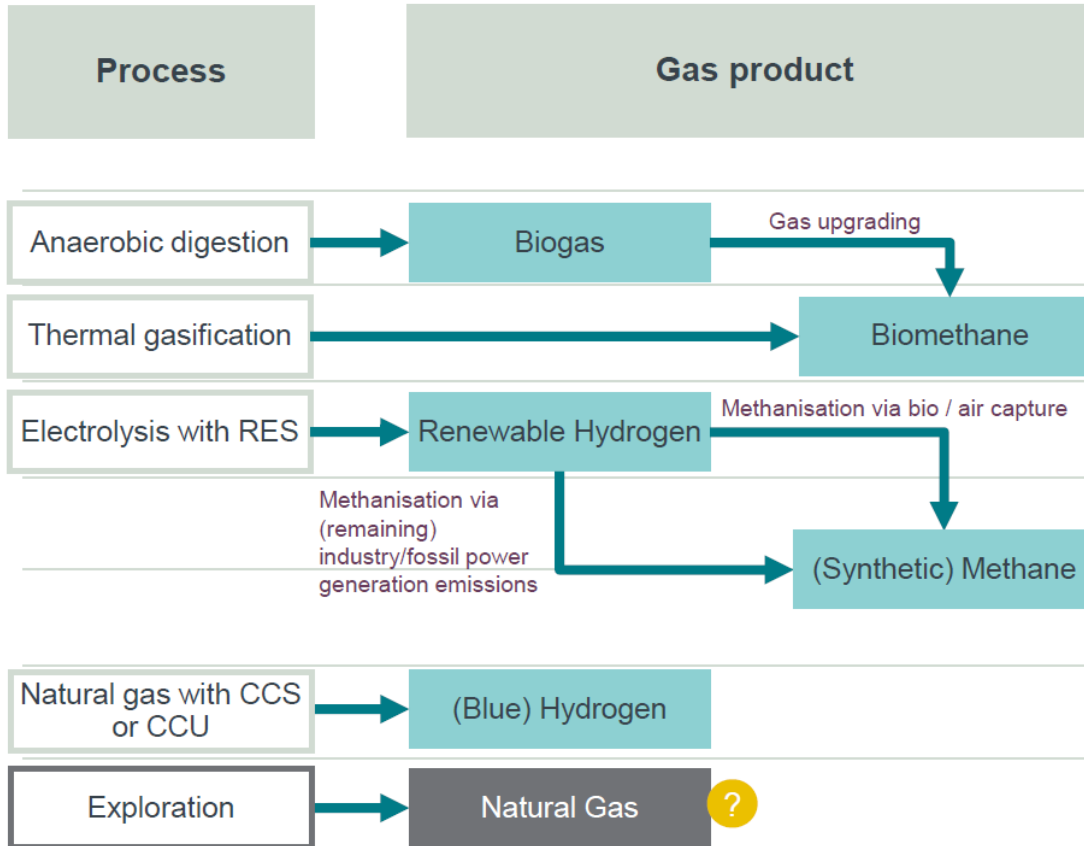 Process
Gas product
Anaerobic digestion
Biogas
Gas upgrading
Thermal gasification
Biomethane
Electrolysis with RES
Renewable Hydrogen
Methanisation via bio / air capture
Methanisation via
(remaining)
industry/fossil power
generation emissions
(Synthetic) Methane
Natural gas with CCS
or CCU
(Blue) Hydrogen
Exploration
Natural Gas
?